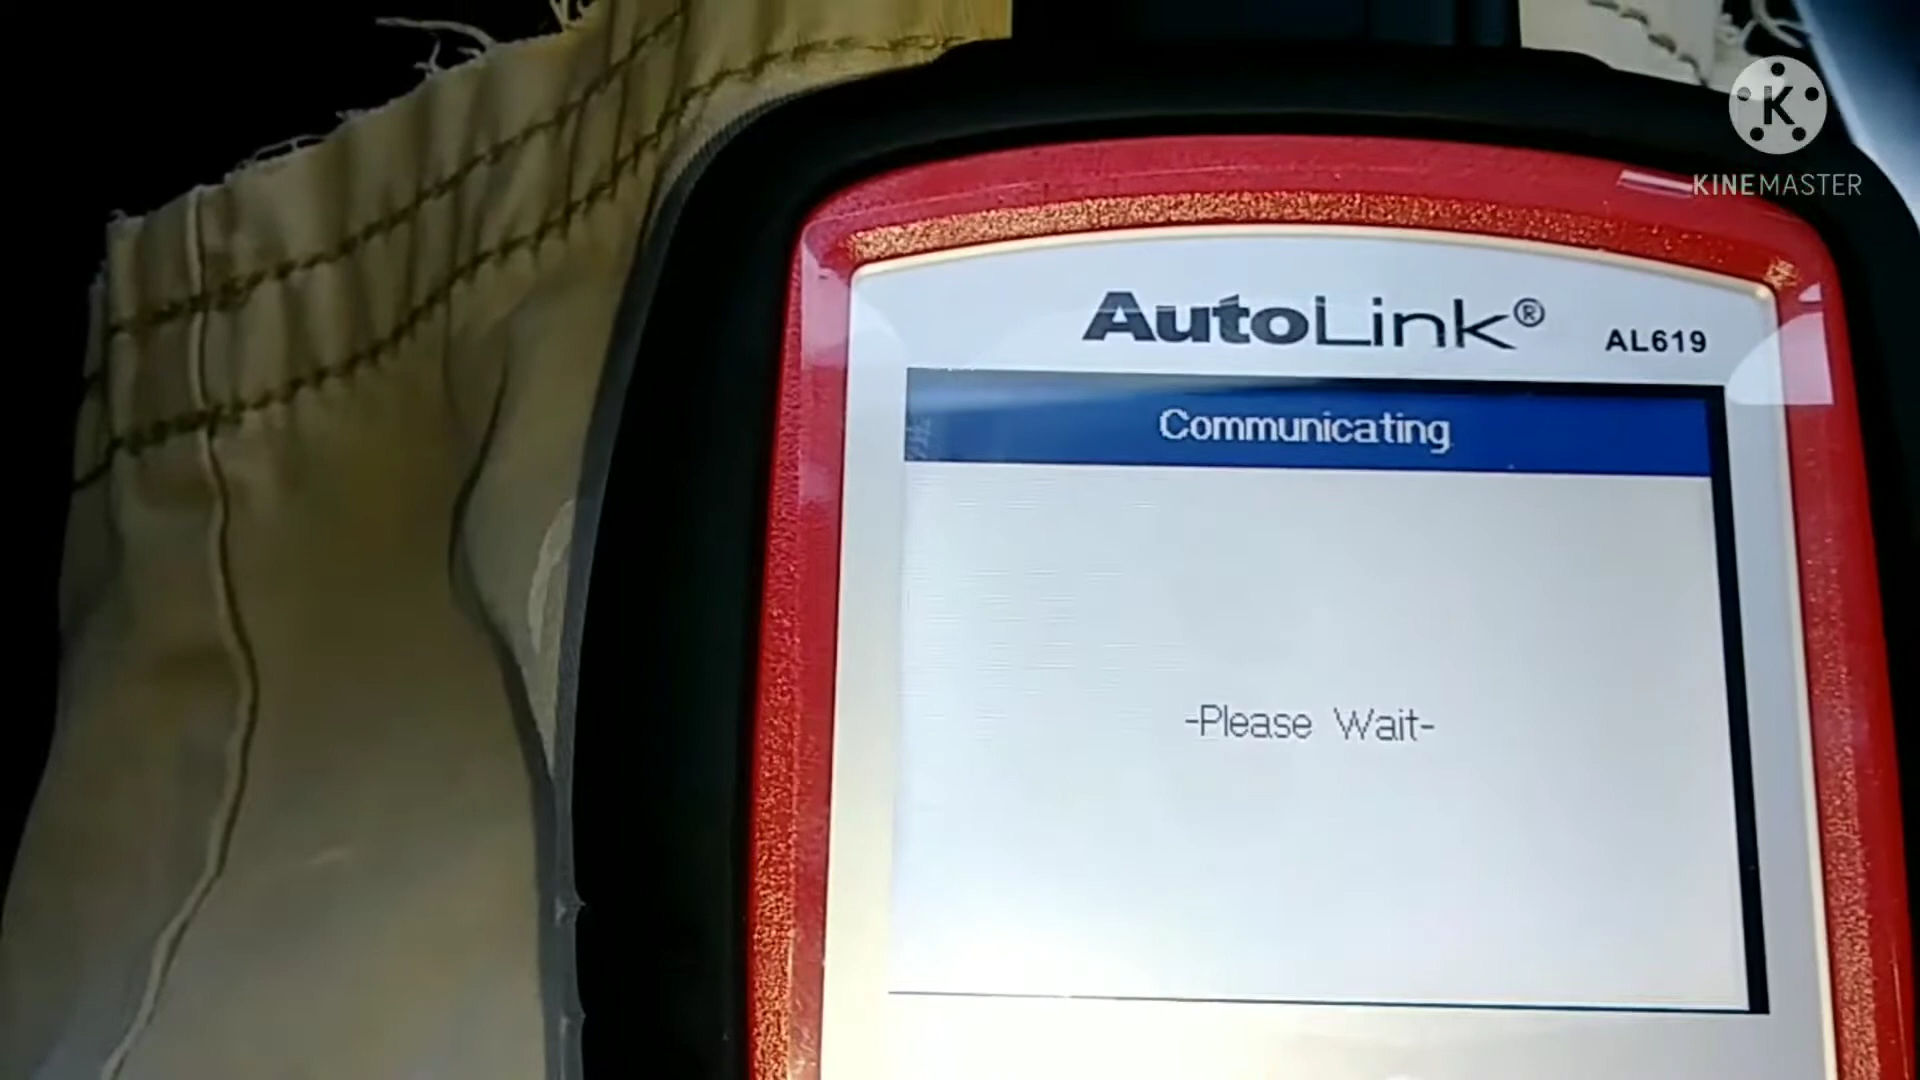 K
KINEMASTER
AutoLink® AL619
Communicating
-Please Wait-